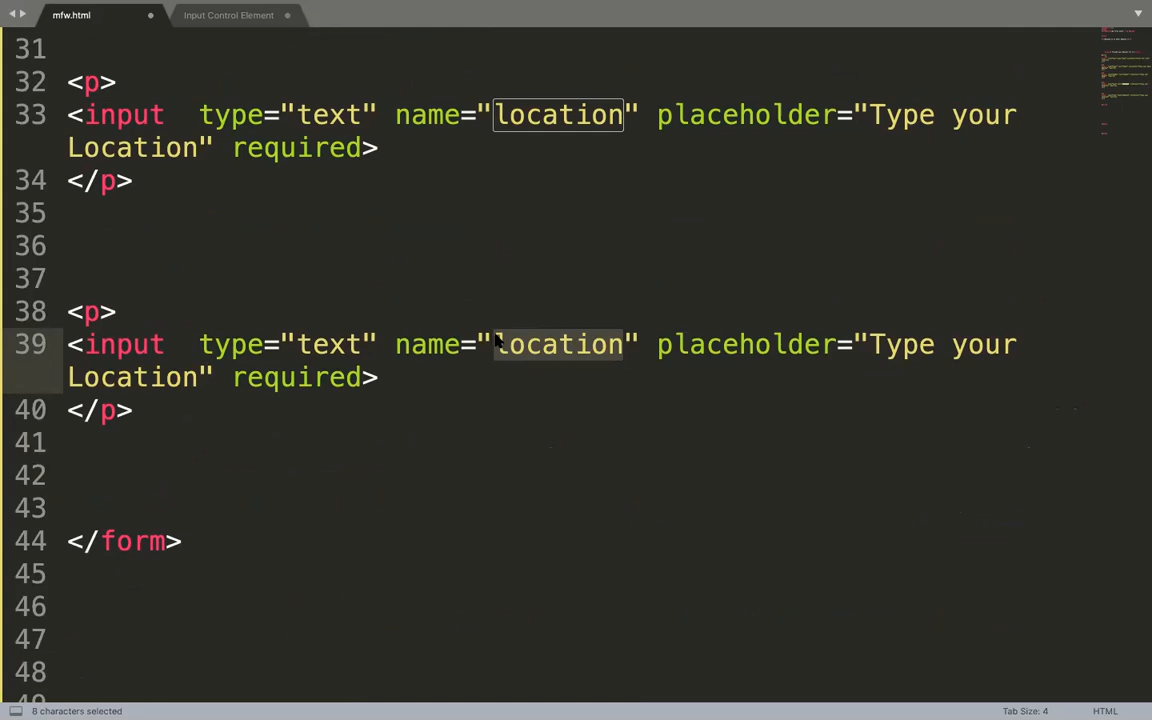 mfw.html
Input Control Element
31
32 <p>
33 <input  type="text" name="location" placeholder="Type your
Location" required>
34 </p>
35
36
37
38 <p>
39 <input  type="text" name="location" placeholder="Type your
Location" required>
40 </p>
41
42
43
44 </form>
45
46
47
48
8 characters selected
Tab Size: 4
HTML